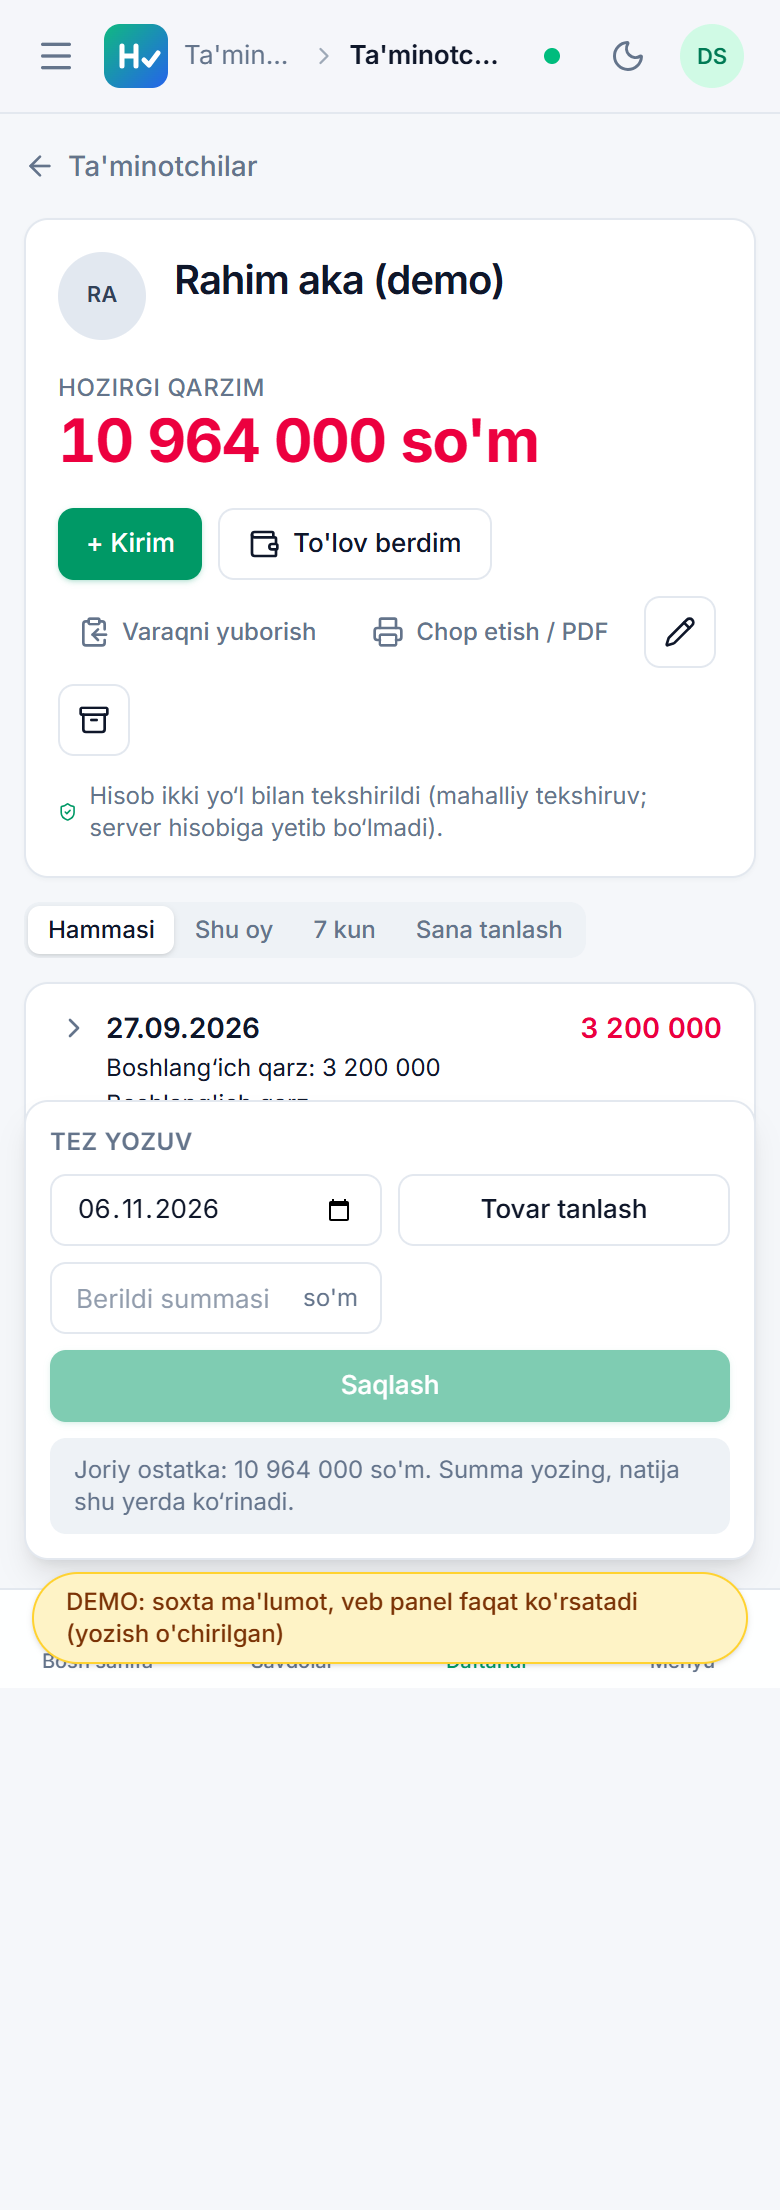 H
Ta'min... > Ta'minotc...
DS
Ta'minotchilar
RA
Rahim aka (demo)
HOZIRGI QARZIM
10 964 000 so'm
+ Kirim
To'lov berdim
Varaqni yuborish
Chop etish / PDF
Hisob ikki yo‘l bilan tekshirildi (mahalliy tekshiruv;
server hisobiga yetib bo‘lmadi).
Hammasi
Shu oy
7 kun
Sana tanlash
27.09.2026
3 200 000
Boshlang‘ich qarz: 3 200 000
TEZ YOZUV
06.11.2026
Tovar tanlash
Berildi summasi
so'm
Saqlash
Joriy ostatka: 10 964 000 so'm. Summa yozing, natija
shu yerda ko‘rinadi.
DEMO: soxta ma'lumot, veb panel faqat ko'rsatadi
(yozish o'chirilgan)